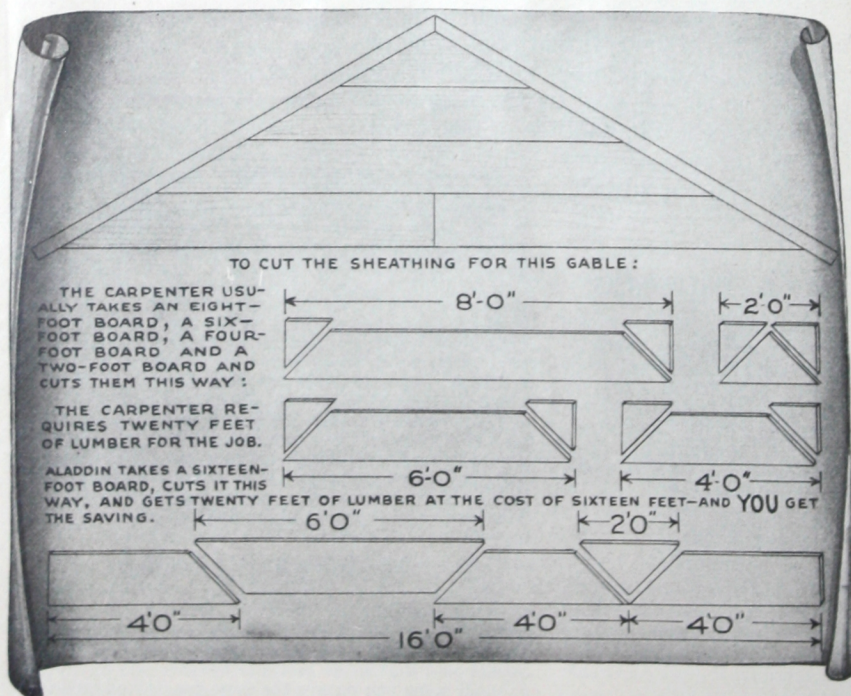 TO CUT THE SHEATHING FOR THIS GABLE:
THE CARPENTER USU-
ALLY TAKES AN EIGHT-
FOOT BOARD, A SIX-
FOOT BOARD, A FOUR-
FOOT BOARD AND A
TWO-FOOT BOARD AND
CUTS THEM THIS WAY:
8'-0"
2'-0"
THE CARPENTER RE-
QUIRES TWENTY FEET
OF LUMBER FOR THE JOB.
6'-0"
4'-0"
ALADDIN TAKES A SIXTEEN-
FOOT BOARD, CUTS IT THIS
WAY, AND GETS TWENTY FEET OF LUMBER AT THE COST OF SIXTEEN FEET-AND YOU GET
THE SAVING.
6'0"
2'0"
4'0"
4'0"
4'0"
16'0"